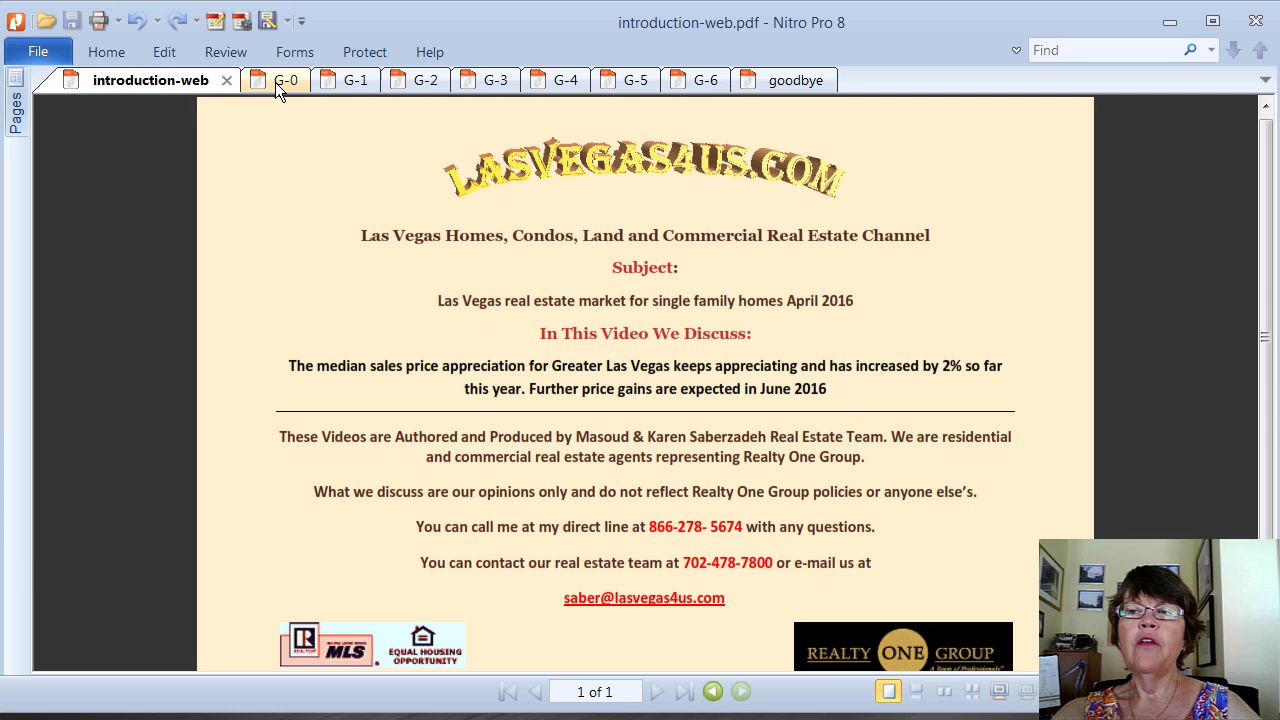 introduction-web.pdf - Nitro Pro 8
File Home Edit Review Forms Protect Help Find
introduction-web G-0 G-1 G-2 G-3 G-4 G-5 G-6 goodbye
Pages
LASVEGAS4US.COM
Las Vegas Homes, Condos, Land and Commercial Real Estate Channel
Subject:
Las Vegas real estate market for single family homes April 2016
In This Video We Discuss:
The median sales price appreciation for Greater Las Vegas keeps appreciating and has increased by 2% so far
this year. Further price gains are expected in June 2016
These Videos are Authored and Produced by Masoud & Karen Saberzadeh Real Estate Team. We are residential
and commercial real estate agents representing Realty One Group.
What we discuss are our opinions only and do not reflect Realty One Group policies or anyone else's.
You can call me at my direct line at 866-278- 5674 with any questions.
You can contact our real estate team at 702-478-7800 or e-mail us at
saber@lasvegas4us.com
R MLS
EQUAL HOUSING
OPPORTUNITY
REALTY ONE GROUP
A Team of Professionals
1 of 1